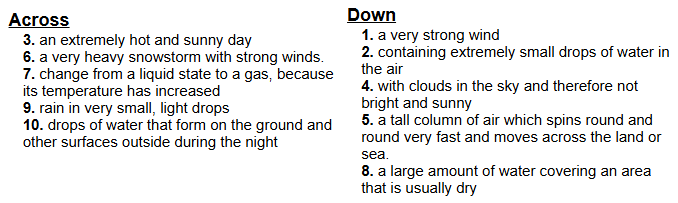 Across
3. an extremely hot and sunny day
6. a very heavy snowstorm with strong winds.
7. change from a liquid state to a gas, because
its temperature has increased
9. rain in very small, light drops
10. drops of water that form on the ground and
other surfaces outside during the night
Down
1. a very strong wind
2. containing extremely small drops of water in
the air
4. with clouds in the sky and therefore not
bright and sunny
5. a tall column of air which spins round and
round very fast and moves across the land or
sea.
8. a large amount of water covering an area
that is usually dry